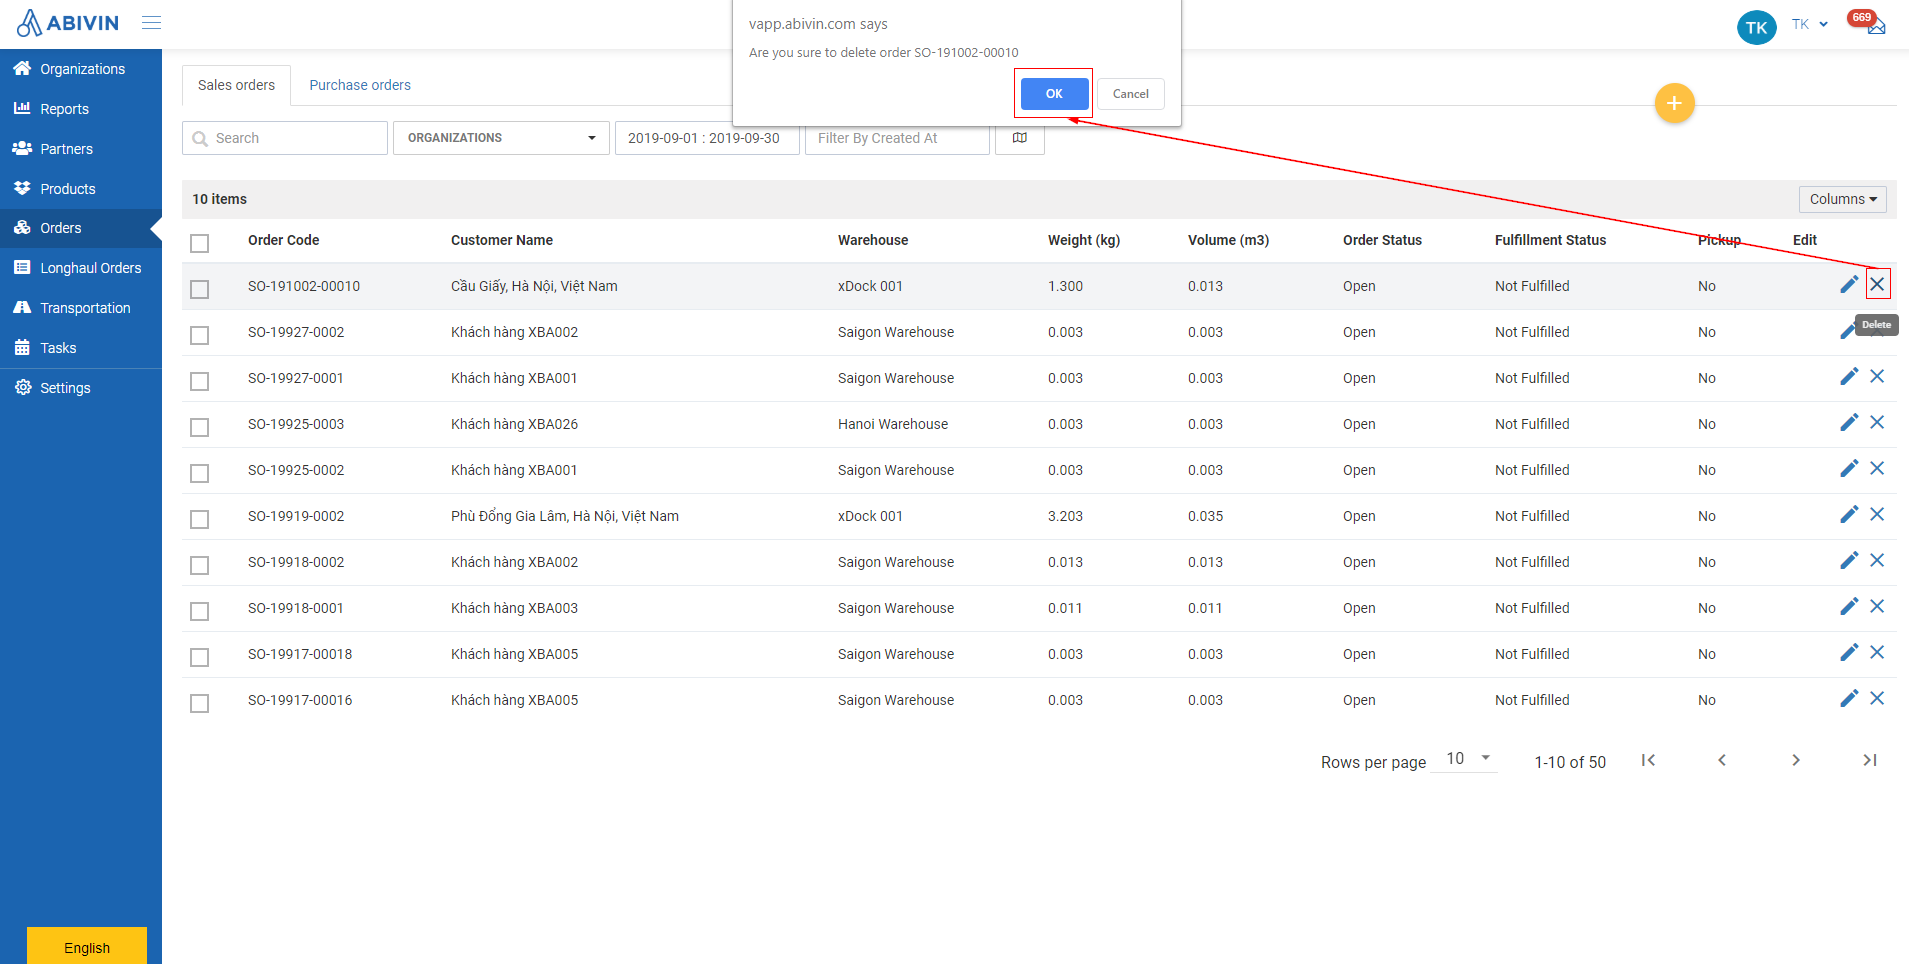 ABIVIN
vapp.abivin.com says
Are you sure to delete order SO-191002-00010
OK
Cancel
TK
TK
669
Organizations
Reports
Partners
Products
Orders
Longhaul Orders
Transportation
Tasks
Settings
English
Sales orders
Purchase orders
+
Search
ORGANIZATIONS
2019-09-01 : 2019-09-30
Filter By Created At
10 items
Columns
Order Code Customer Name Warehouse Weight (kg) Volume (m3) Order Status Fulfillment Status Pickup Edit
SO-191002-00010 Cầu Giấy, Hà Nội, Việt Nam xDock 001 1.300 0.013 Open Not Fulfilled No
Delete
SO-19927-0002 Khách hàng XBA002 Saigon Warehouse 0.003 0.003 Open Not Fulfilled No
SO-19927-0001 Khách hàng XBA001 Saigon Warehouse 0.003 0.003 Open Not Fulfilled No
SO-19925-0003 Khách hàng XBA026 Hanoi Warehouse 0.003 0.003 Open Not Fulfilled No
SO-19925-0002 Khách hàng XBA001 Saigon Warehouse 0.003 0.003 Open Not Fulfilled No
SO-19919-0002 Phù Đổng Gia Lâm, Hà Nội, Việt Nam xDock 001 3.203 0.035 Open Not Fulfilled No
SO-19918-0002 Khách hàng XBA002 Saigon Warehouse 0.013 0.013 Open Not Fulfilled No
SO-19918-0001 Khách hàng XBA003 Saigon Warehouse 0.011 0.011 Open Not Fulfilled No
SO-19917-00018 Khách hàng XBA005 Saigon Warehouse 0.003 0.003 Open Not Fulfilled No
SO-19917-00016 Khách hàng XBA005 Saigon Warehouse 0.003 0.003 Open Not Fulfilled No
Rows per page 10 1-10 of 50